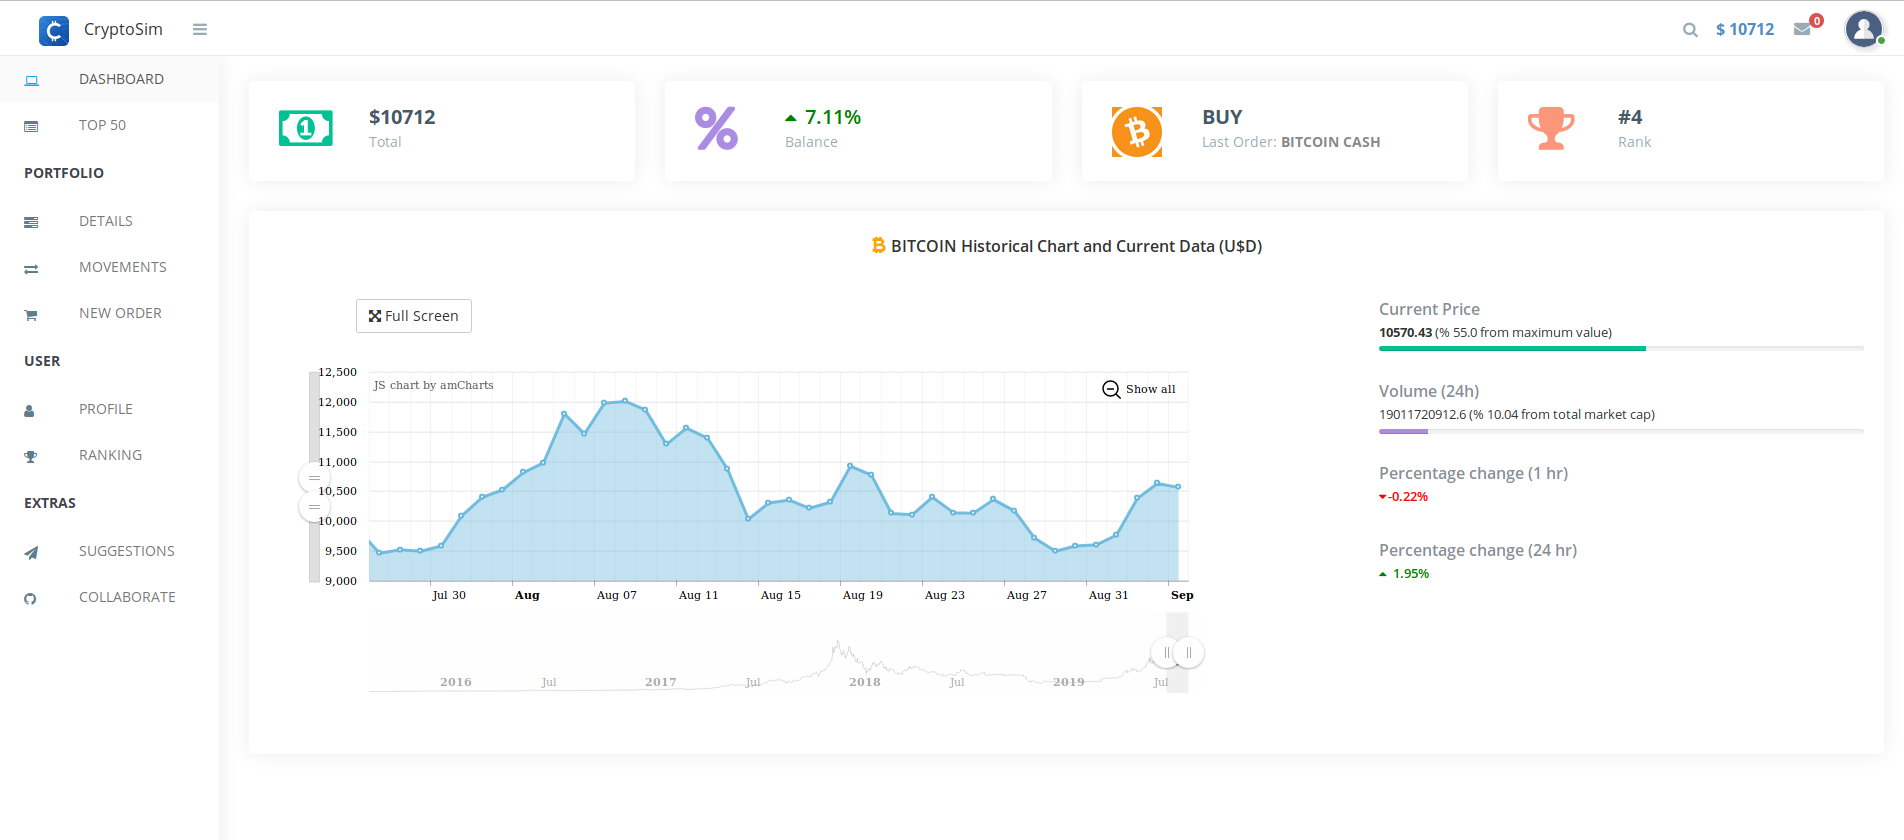 CryptoSim
$ 10712
0
DASHBOARD
TOP 50
PORTFOLIO
DETAILS
MOVEMENTS
NEW ORDER
USER
PROFILE
RANKING
EXTRAS
SUGGESTIONS
COLLABORATE
$10712
Total
7.11%
Balance
BUY
Last Order: BITCOIN CASH
#4
Rank
BITCOIN Historical Chart and Current Data (U$D)
Full Screen
JS chart by amCharts
Show all
12,500
12,000
11,500
11,000
10,500
10,000
9,500
9,000
Jul 30
Aug
Aug 07
Aug 11
Aug 15
Aug 19
Aug 23
Aug 27
Aug 31
Sep
2016
Jul
2017
Jul
2018
Jul
2019
Jul
Current Price
10570.43 (% 55.0 from maximum value)
Volume (24h)
19011720912.6 (% 10.04 from total market cap)
Percentage change (1 hr)
-0.22%
Percentage change (24 hr)
1.95%